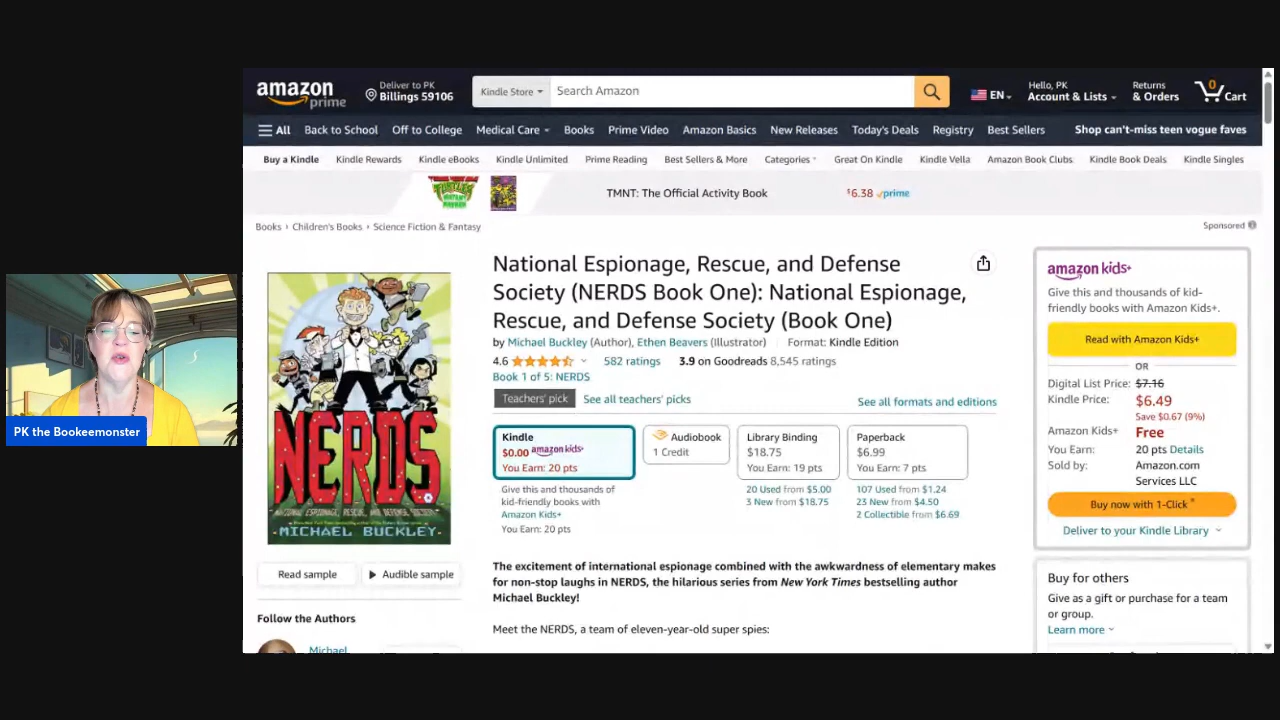 amazon
prime
Deliver to PK
Billings 59106
Kindle Store
Search Amazon
EN
Hello, PK
Account & Lists
Returns
& Orders
0
Cart
All
Back to School
Off to College
Medical Care
Books
Prime Video
Amazon Basics
New Releases
Today's Deals
Registry
Best Sellers
Shop can't-miss teen vogue faves
Buy a Kindle
Kindle Rewards
Kindle eBooks
Kindle Unlimited
Prime Reading
Best Sellers & More
Categories
Great On Kindle
Kindle Vella
Amazon Book Clubs
Kindle Book Deals
Kindle Singles
TMNT: The Official Activity Book
$6.38 prime
Books › Children's Books › Science Fiction & Fantasy
Sponsored
NERDS
NATIONAL ESPIONAGE, RESCUE, AND DEFENSE SOCIETY
MICHAEL BUCKLEY
Read sample
Audible sample
Follow the Authors
Michael
National Espionage, Rescue, and Defense
Society (NERDS Book One): National Espionage,
Rescue, and Defense Society (Book One)
by Michael Buckley (Author), Ethen Beavers (Illustrator)
Format: Kindle Edition
4.6
582 ratings
3.9 on Goodreads 8,545 ratings
Book 1 of 5: NERDS
Teachers' pick
See all teachers' picks
See all formats and editions
Kindle
$0.00 amazon kids+
You Earn: 20 pts
Give this and thousands of
kid-friendly books with
Amazon Kids+
You Earn: 20 pts
Audiobook
1 Credit
Library Binding
$18.75
You Earn: 19 pts
20 Used from $5.00
3 New from $18.75
Paperback
$6.99
You Earn: 7 pts
107 Used from $1.24
23 New from $4.50
2 Collectible from $6.69
The excitement of international espionage combined with the awkwardness of elementary makes
for non-stop laughs in NERDS, the hilarious series from New York Times bestselling author
Michael Buckley!
Meet the NERDS, a team of eleven-year-old super spies:
amazon kids+
Give this and thousands of kid-
friendly books with Amazon Kids+.
Read with Amazon Kids+
OR
Digital List Price: $7.16
Kindle Price: $6.49
Save $0.67 (9%)
Amazon Kids+ Free
You Earn: 20 pts Details
Sold by: Amazon.com
Services LLC
Buy now with 1-Click ®
Deliver to your Kindle Library
Buy for others
Give as a gift or purchase for a team
or group.
Learn more
PK the Bookeemonster